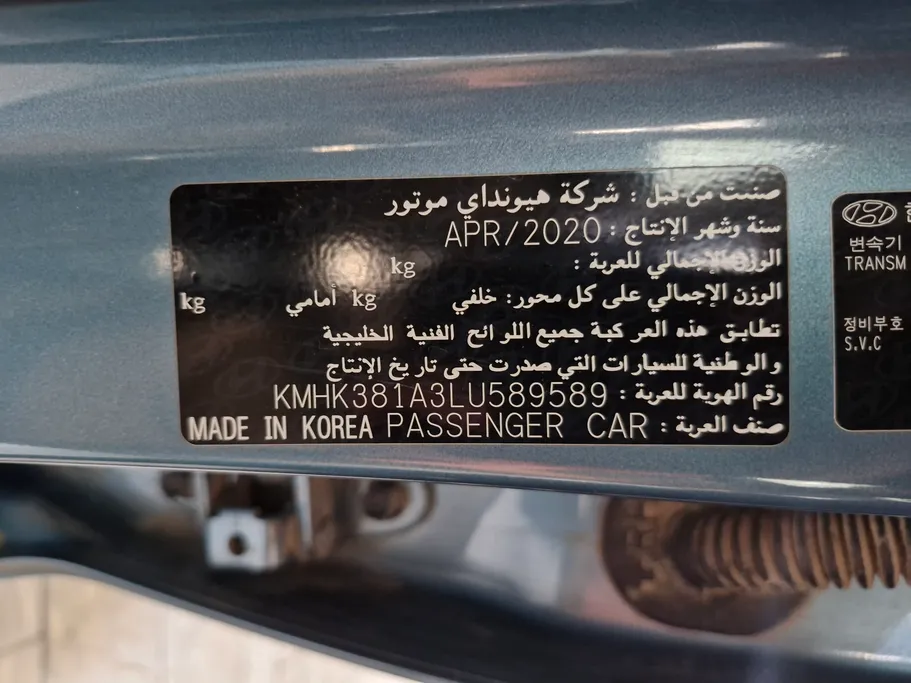 صنعت من قبل : شركة هيونداي موتور
سنة وشهر الإنتاج : APR/2020
الوزن الإجمالي للعربة : kg
الوزن الإجمالي على كل محور: خلفي kg أمامي kg
تطابق هذه المركبة جميع اللوائح الفنية الخليجية
والوطنية للسيارات التي صدرت حتى تاريخ الإنتاج
رقم الهوية للعربة : KMHK381A3LU589589
صنف العربة : PASSENGER CAR MADE IN KOREA
변속기
TRANSM
정비부호
S.V.C